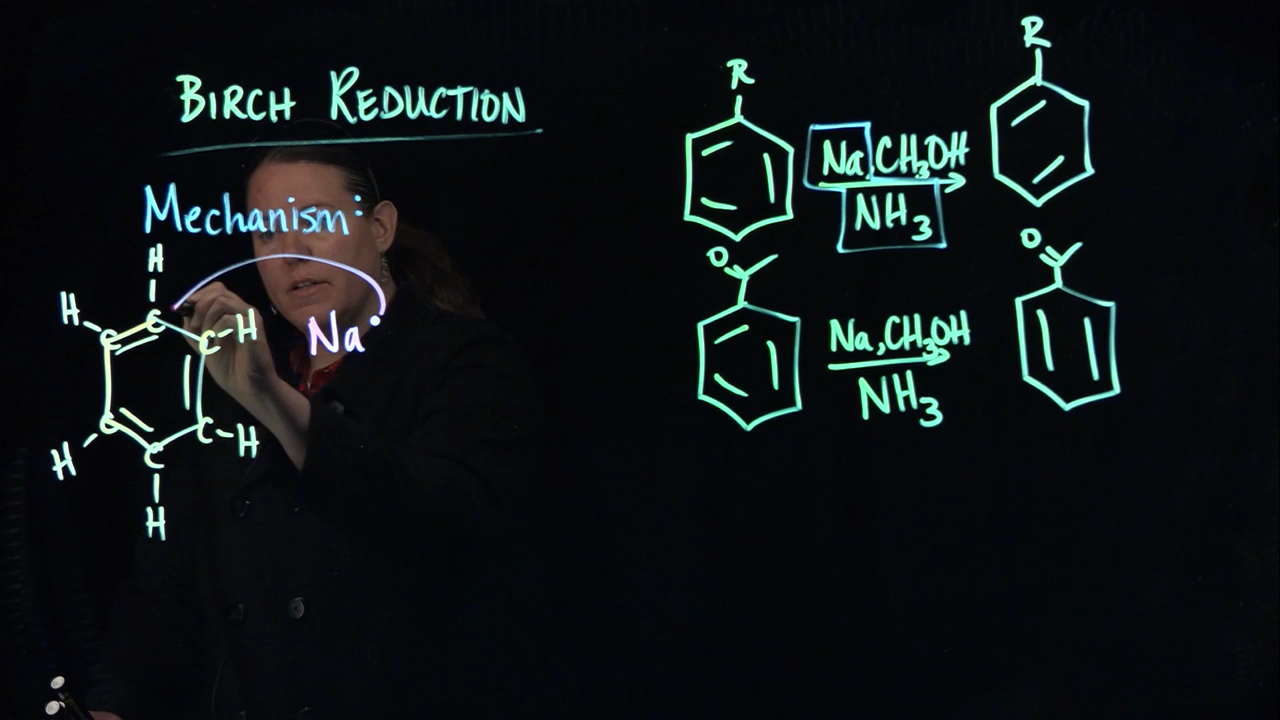 BIRCH REDUCTION
Mechanism:
H
H
C
C
C-H
Na•
H
C
C-H
C
H
R
Na, CH3OH
NH3
R
O
Na, CH3OH
NH3
O